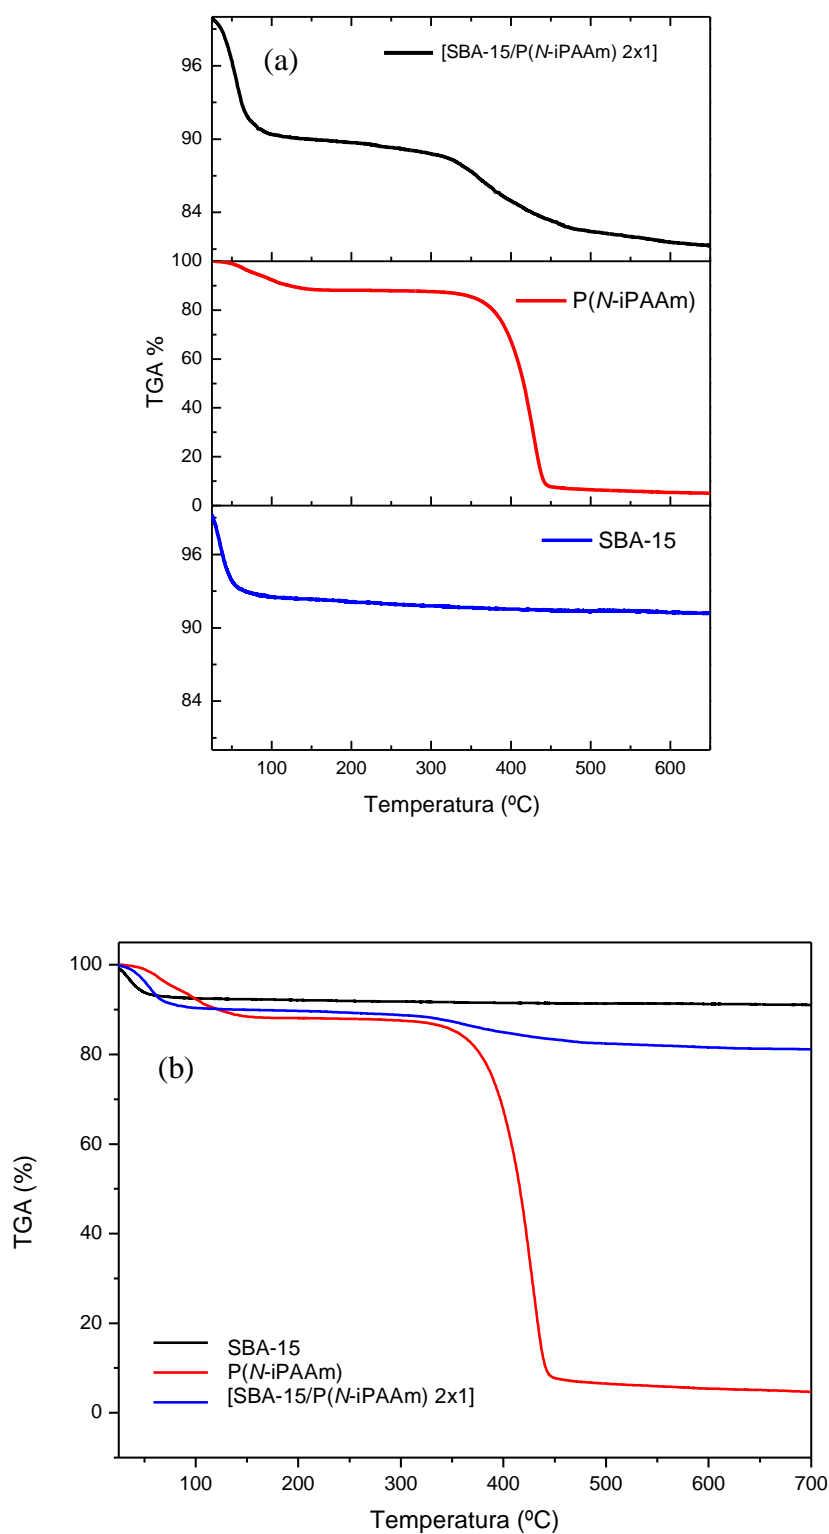 (a)
[SBA-15/P(N-iPAAm) 2x1]
96
90
84
100
P(N-iPAAm)
80
60
40
20
0
TGA %
SBA-15
96
90
84
100 200 300 400 500 600
Temperatura (ºC)
100
80
(b)
60
40
20
0
TGA (%)
SBA-15
P(N-iPAAm)
[SBA-15/P(N-iPAAm) 2x1]
100 200 300 400 500 600 700
Temperatura (ºC)